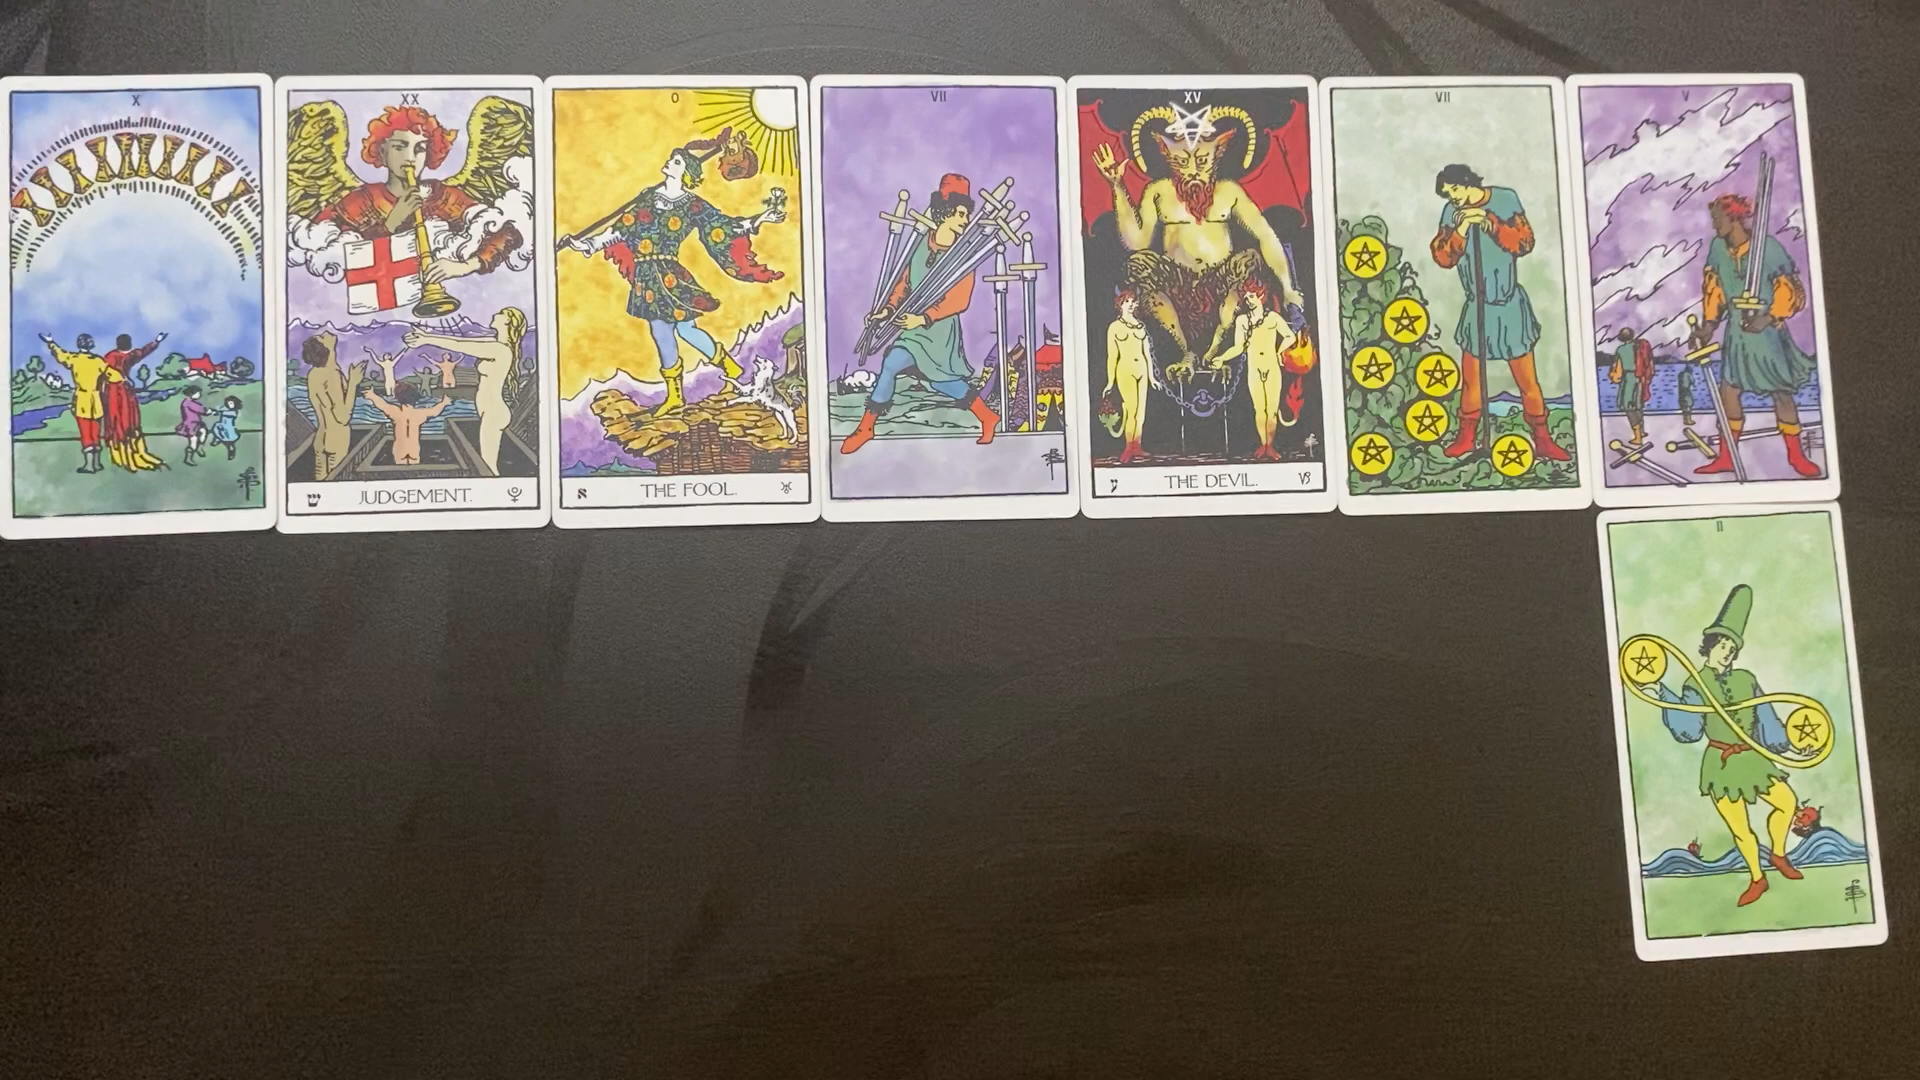 X
XX
ש JUDGEMENT. ♇
0
א THE FOOL. ♅
VII
XV
ע THE DEVIL. ♑
VII
V
II